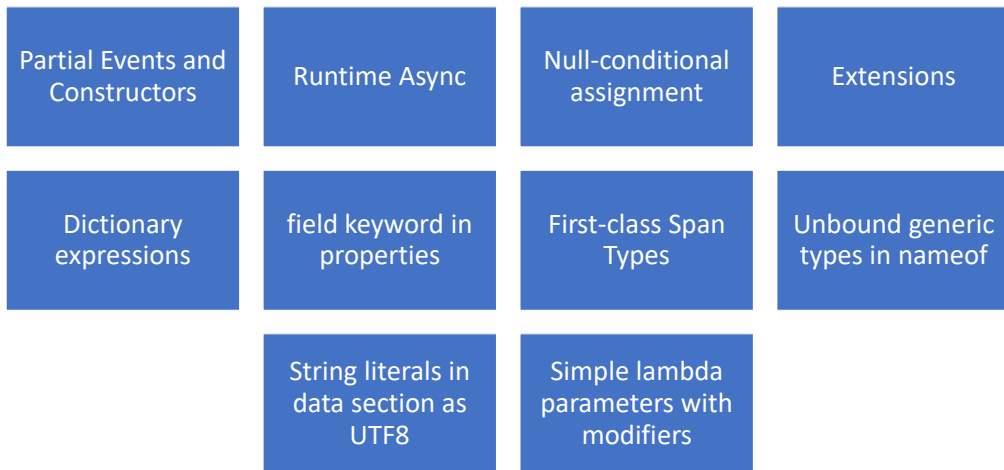 Partial Events and
Constructors
Runtime Async
Null-conditional
assignment
Extensions
Dictionary
expressions
field keyword in
properties
First-class Span
Types
Unbound generic
types in nameof
String literals in
data section as
UTF8
Simple lambda
parameters with
modifiers